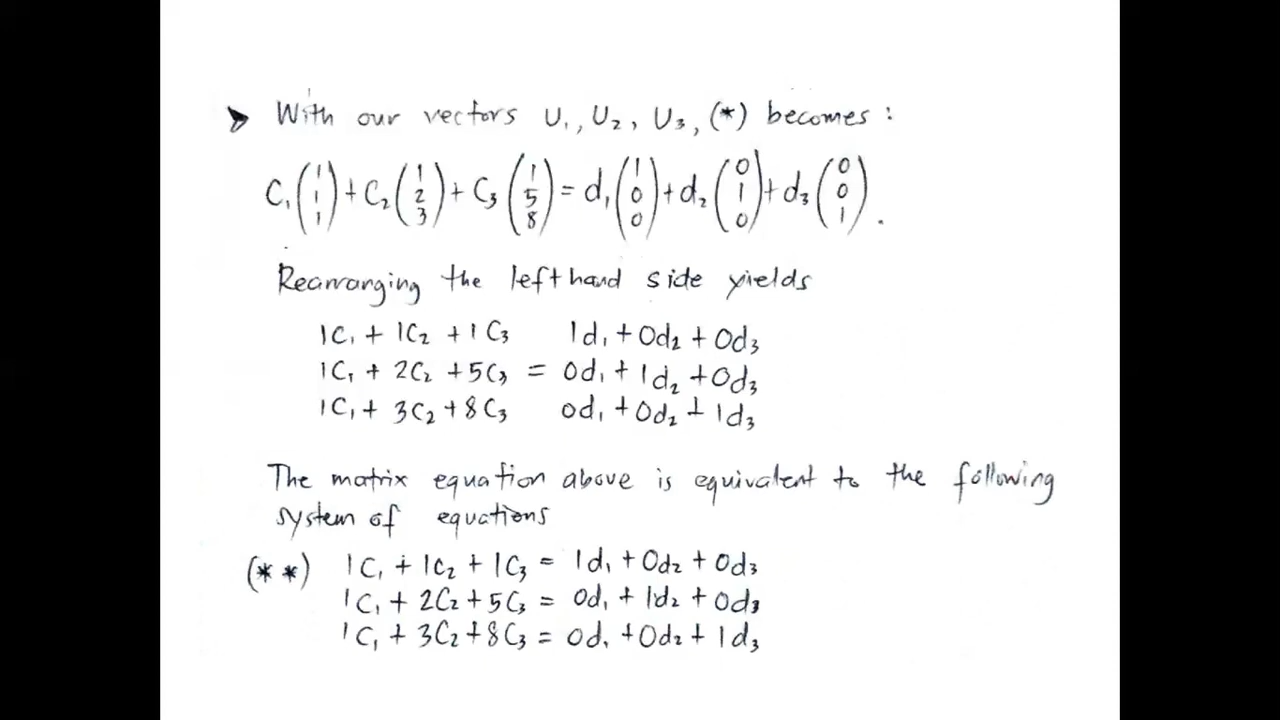 ➤ With our vectors U₁, U₂, U₃, (*) becomes:
C₁(1 1 1) + C₂(1 2 3) + C₃(1 5 8) = d₁(1 0 0) + d₂(0 1 0) + d₃(0 0 1).
Rearranging the left hand side yields
1C₁ + 1C₂ + 1C₃ 1d₁ + 0d₂ + 0d₃
1C₁ + 2C₂ + 5C₃ = 0d₁ + 1d₂ + 0d₃
1C₁ + 3C₂ + 8C₃ 0d₁ + 0d₂ + 1d₃
The matrix equation above is equivalent to the following
system of equations
(**) 1C₁ + 1C₂ + 1C₃ = 1d₁ + 0d₂ + 0d₃
1C₁ + 2C₂ + 5C₃ = 0d₁ + 1d₂ + 0d₃
1C₁ + 3C₂ + 8C₃ = 0d₁ + 0d₂ + 1d₃